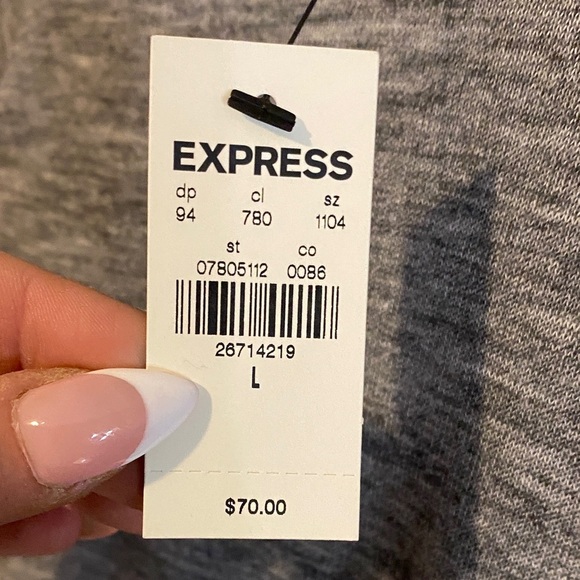 EXPRESS
dp cl sz
94 780 1104
st co
07805112 0086
26714219
L
$70.00